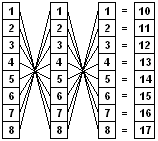 1 1 1 = 10
2 2 2 = 11
3 3 3 = 12
4 4 4 = 13
5 5 5 = 14
6 6 6 = 15
7 7 7 = 16
8 8 8 = 17